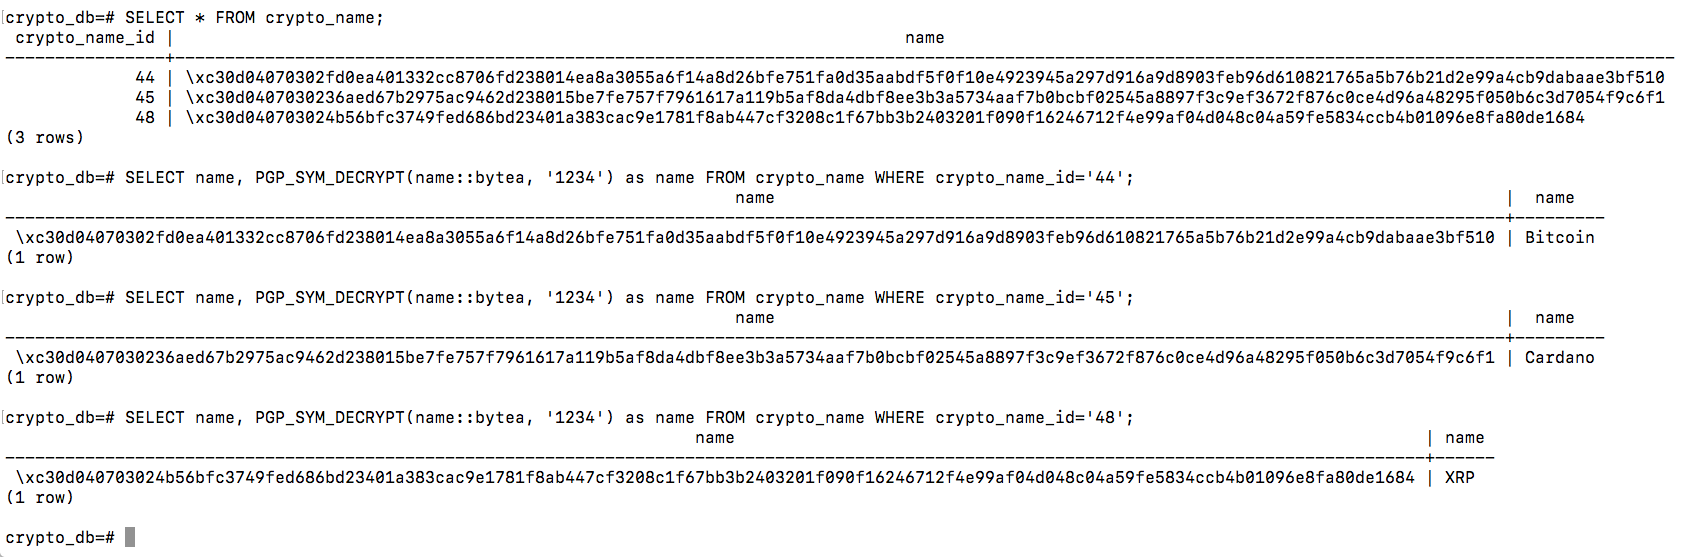 crypto_db=# SELECT * FROM crypto_name;
crypto_name_id | name
44 | \xc30d04070302fd0ea401332cc8706fd238014ea8a3055a6f14a8d26bfe751fa0d35aabdf5f0f10e4923945a297d916a9d8903feb96d610821765a5b76b21d2e99a4cb9dabaae3bf510
45 | \xc30d0407030236aed67b2975ac9462d238015be7fe757f7961617a119b5af8da4dbf8ee3b3a5734aaf7b0bcbf02545a8897f3c9ef3672f876c0ce4d96a48295f050b6c3d7054f9c6f1
48 | \xc30d040703024b56bfc3749fed686bd23401a383cac9e1781f8ab447cf3208c1f67bb3b2403201f090f16246712f4e99af04d048c04a59fe5834ccb4b01096e8fa80de1684
(3 rows)
crypto_db=# SELECT name, PGP_SYM_DECRYPT(name::bytea, '1234') as name FROM crypto_name WHERE crypto_name_id='44';
name | name
\xc30d04070302fd0ea401332cc8706fd238014ea8a3055a6f14a8d26bfe751fa0d35aabdf5f0f10e4923945a297d916a9d8903feb96d610821765a5b76b21d2e99a4cb9dabaae3bf510 | Bitcoin
(1 row)
crypto_db=# SELECT name, PGP_SYM_DECRYPT(name::bytea, '1234') as name FROM crypto_name WHERE crypto_name_id='45';
name | name
\xc30d0407030236aed67b2975ac9462d238015be7fe757f7961617a119b5af8da4dbf8ee3b3a5734aaf7b0bcbf02545a8897f3c9ef3672f876c0ce4d96a48295f050b6c3d7054f9c6f1 | Cardano
(1 row)
crypto_db=# SELECT name, PGP_SYM_DECRYPT(name::bytea, '1234') as name FROM crypto_name WHERE crypto_name_id='48';
name | name
\xc30d040703024b56bfc3749fed686bd23401a383cac9e1781f8ab447cf3208c1f67bb3b2403201f090f16246712f4e99af04d048c04a59fe5834ccb4b01096e8fa80de1684 | XRP
(1 row)
crypto_db=#